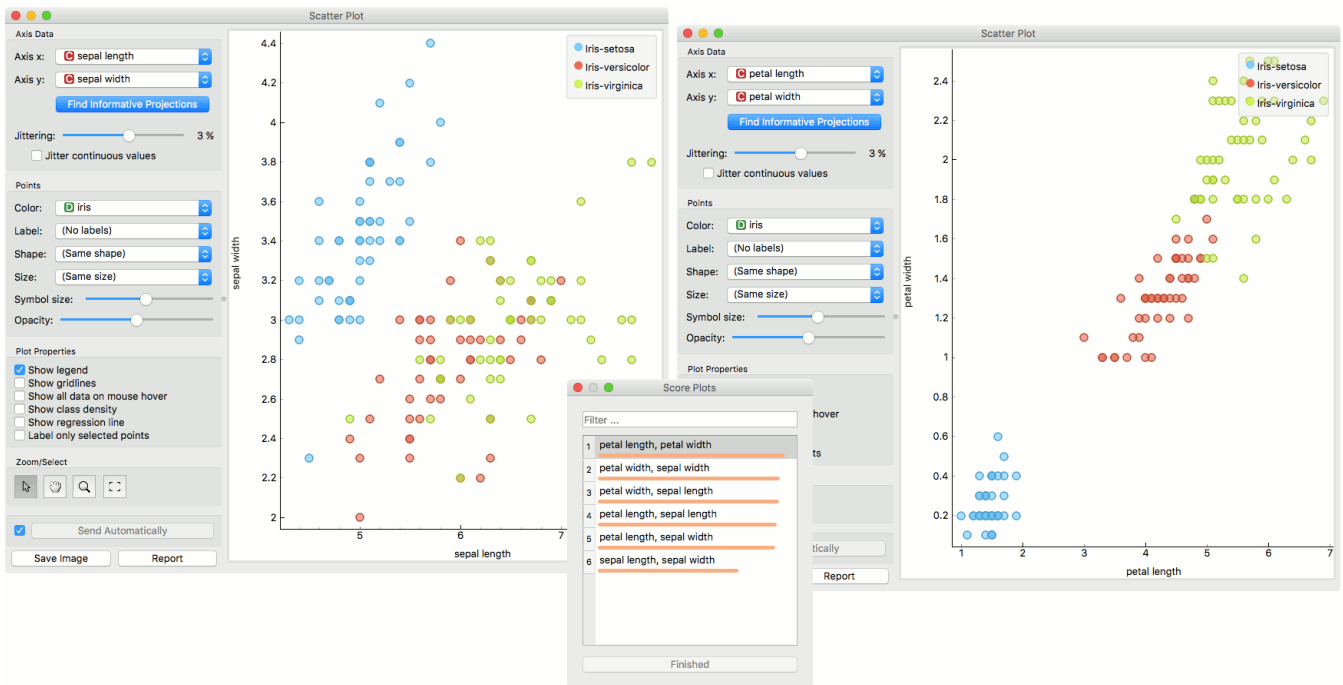 Scatter Plot
Axis Data
Axis x: C sepal length
Axis y: C sepal width
Find Informative Projections
Jittering: 3 %
Jitter continuous values
Points
Color: D iris
Label: (No labels)
Shape: (Same shape)
Size: (Same size)
Symbol size:
Opacity:
Plot Properties
Show legend
Show gridlines
Show all data on mouse hover
Show class density
Show regression line
Label only selected points
Zoom/Select
Send Automatically
Save Image Report
sepal width
4.4
4.2
4
3.8
3.6
3.4
3.2
3
2.8
2.6
2.4
2.2
2
5 6 7
sepal length
Iris-setosa
Iris-versicolor
Iris-virginica
Score Plots
Filter ...
1 petal length, petal width
2 petal width, sepal width
3 petal width, sepal length
4 petal length, sepal length
5 petal length, sepal width
6 sepal length, sepal width
Finished
Scatter Plot
Axis Data
Axis x: C petal length
Axis y: C petal width
Find Informative Projections
Jittering: 3 %
Jitter continuous values
Points
Color: D iris
Label: (No labels)
Shape: (Same shape)
Size: (Same size)
Symbol size:
Opacity:
Plot Properties
hover
ts
tically
Report
petal width
2.4
2.2
2
1.8
1.6
1.4
1.2
1
0.8
0.6
0.4
0.2
1 2 3 4 5 6 7
petal length
Iris-setosa
Iris-versicolor
Iris-virginica